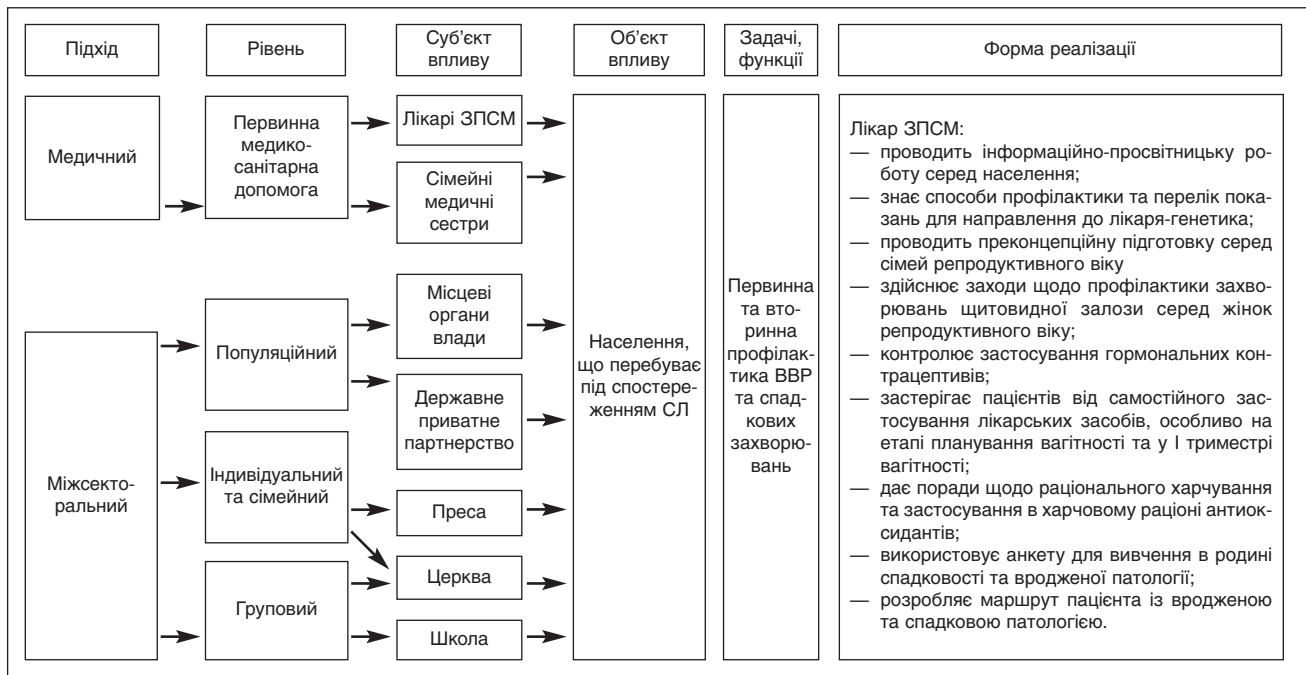 Підхід
Рівень
Суб’єкт
впливу
Об’єкт
впливу
Задачі,
функції
Форма реалізації
Медичний
Первинна
медико-
санітарна
допомога
Лікарі ЗПСМ
Сімейні
медичні
сестри
Міжсекто-
ральний
Популяційний
Місцеві
органи
влади
Державне
приватне
партнерство
Індивідуальний
та сімейний
Преса
Церква
Груповий
Школа
Населення,
що перебуває
під спостере-
женням СЛ
Первинна
та вто-
ринна
профілак-
тика ВВР
та спад-
кових
захворю-
вань
Лікар ЗПСМ:
— проводить інформаційно-просвітницьку ро-
боту серед населення;
— знає способи профілактики та перелік пока-
зань для направлення до лікаря-генетика;
— проводить преконцепційну підготовку серед
сімей репродуктивного віку
— здійснює заходи щодо профілактики захво-
рювань щитовидної залози серед жінок
репродуктивного віку;
— контролює застосування гормональних кон-
трацептивів;
— застерігає пацієнтів від самостійного зас-
тосування лікарських засобів, особливо на
етапі планування вагітності та у І триместрі
вагітності;
— дає поради щодо раціонального харчування
та застосування в харчовому раціоні антиок-
сидантів;
— використовує анкету для вивчення в родині
спадковості та вродженої патології;
— розробляє маршрут пацієнта із вродженою
та спадковою патологією.